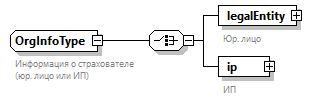 legalEntity
Юр. лицо
OrgInfoType
Информация о страхователе
(юр. лицо или ИП)
ip
ИП